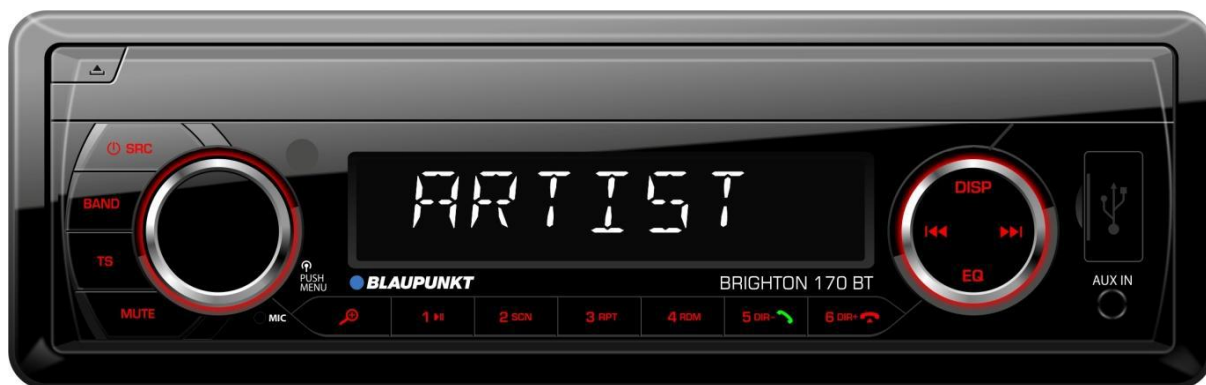 SRC
ARTIST
BAND
DISP
TS
PUSH
MENU
EQ
BLAUPUNKT
BRIGHTON 170 BT
AUX IN
MUTE
MIC
1
2 SCN
3 RPT
4 RDM
5 DIR-
6 DIR+